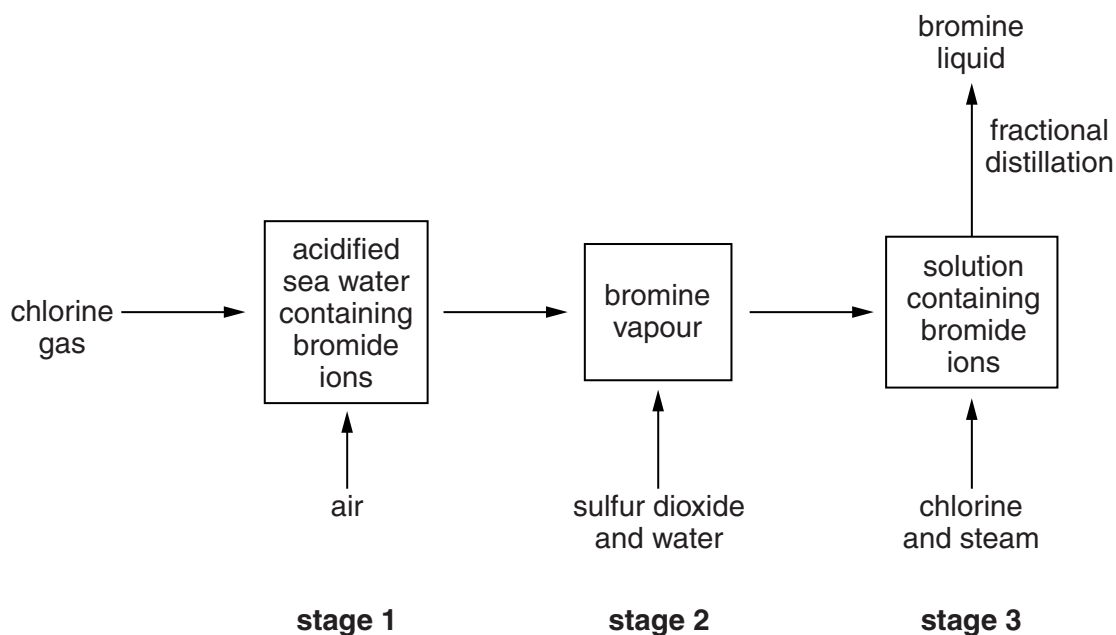 bromine
liquid
fractional
distillation
chlorine
gas
acidified
sea water
containing
bromide
ions
bromine
vapour
solution
containing
bromide
ions
air
sulfur dioxide
and water
chlorine
and steam
stage 1
stage 2
stage 3